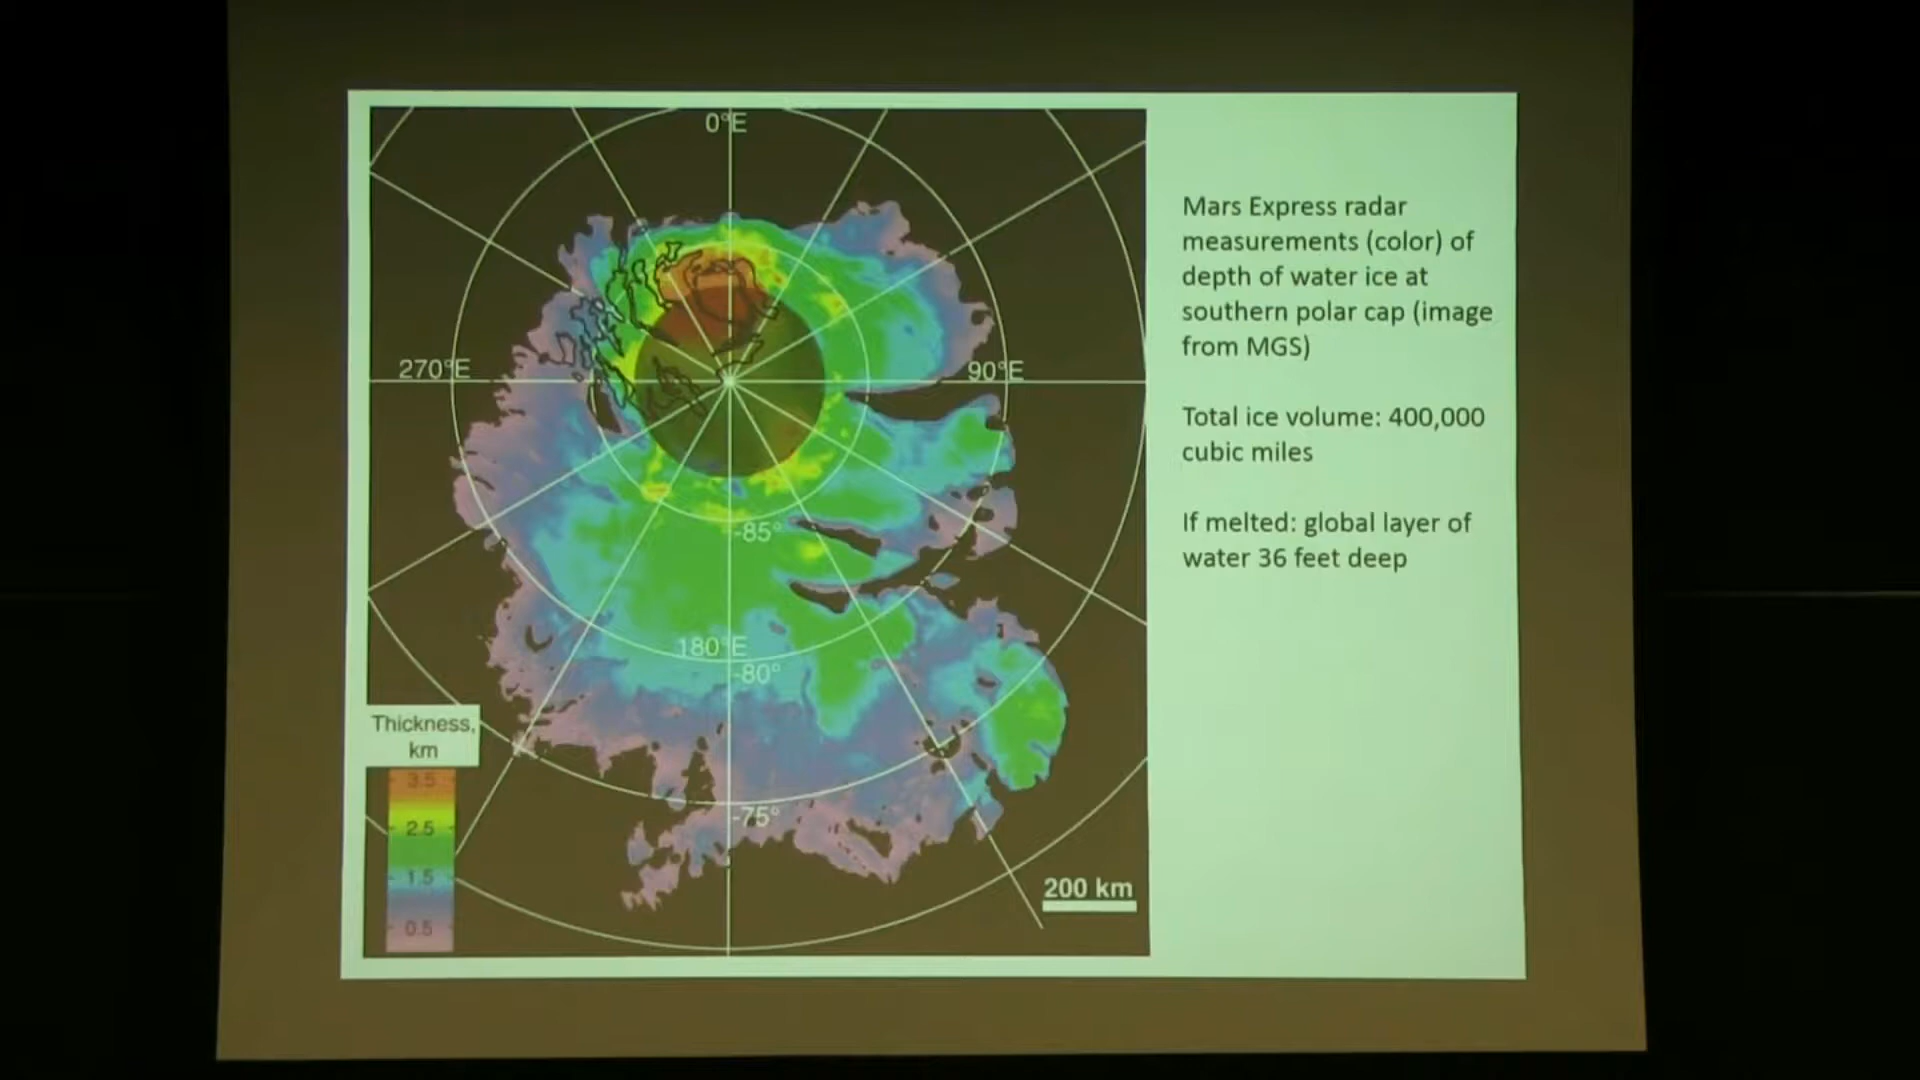 0°E
270°E
90°E
-85°
180°E
-80°
-75°
Thickness,
km
3.5
2.5
1.5
0.5
200 km
Mars Express radar
measurements (color) of
depth of water ice at
southern polar cap (image
from MGS)
Total ice volume: 400,000
cubic miles
If melted: global layer of
water 36 feet deep